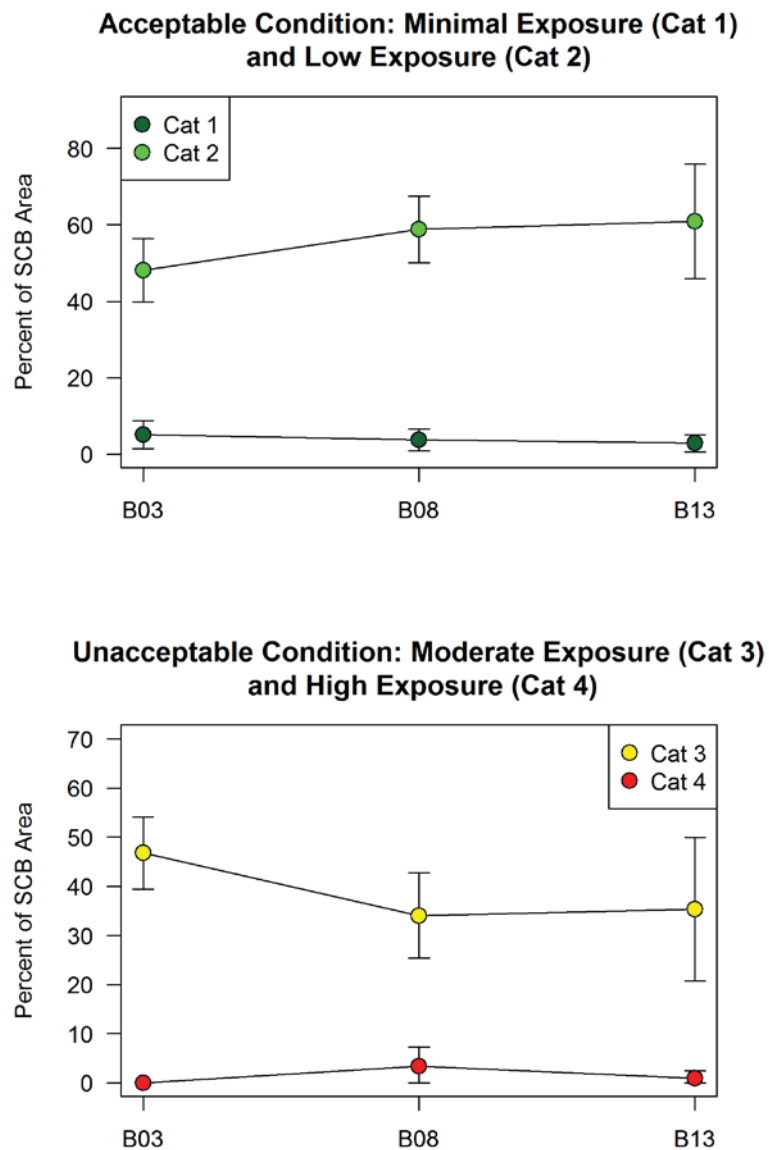 Acceptable Condition: Minimal Exposure (Cat 1)
and Low Exposure (Cat 2)
Cat 1
Cat 2
Percent of SCB Area
80
60
40
20
0
B03
B08
B13
Unacceptable Condition: Moderate Exposure (Cat 3)
and High Exposure (Cat 4)
Cat 3
Cat 4
Percent of SCB Area
70
60
50
40
30
20
10
0
B03
B08
B13